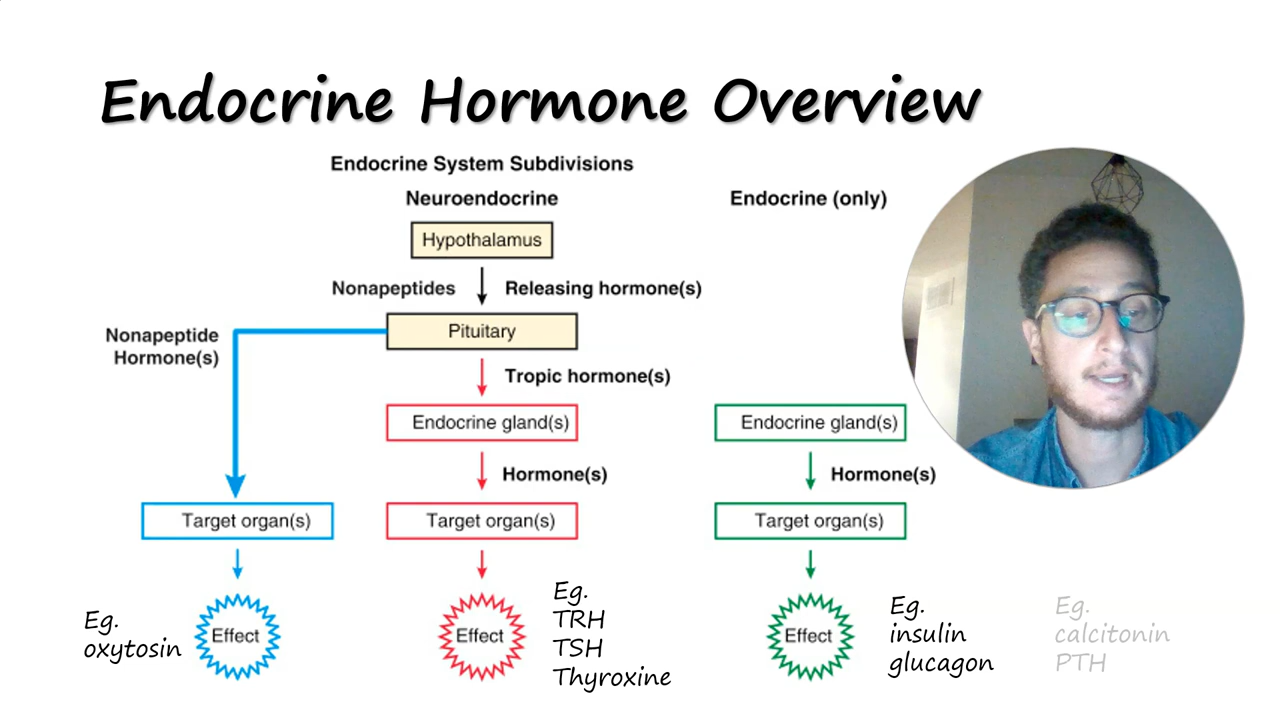 Endocrine Hormone Overview
Endocrine System Subdivisions
Neuroendocrine
Endocrine (only)
Hypothalamus
Nonapeptides
Releasing hormone(s)
Nonapeptide
Hormone(s)
Pituitary
Tropic hormone(s)
Endocrine gland(s)
Endocrine gland(s)
Hormone(s)
Hormone(s)
Target organ(s)
Target organ(s)
Target organ(s)
Eg.
oxytosin
Effect
Effect
Eg.
TRH
TSH
Thyroxine
Effect
Eg.
insulin
glucagon
Eg.
calcitonin
PTH